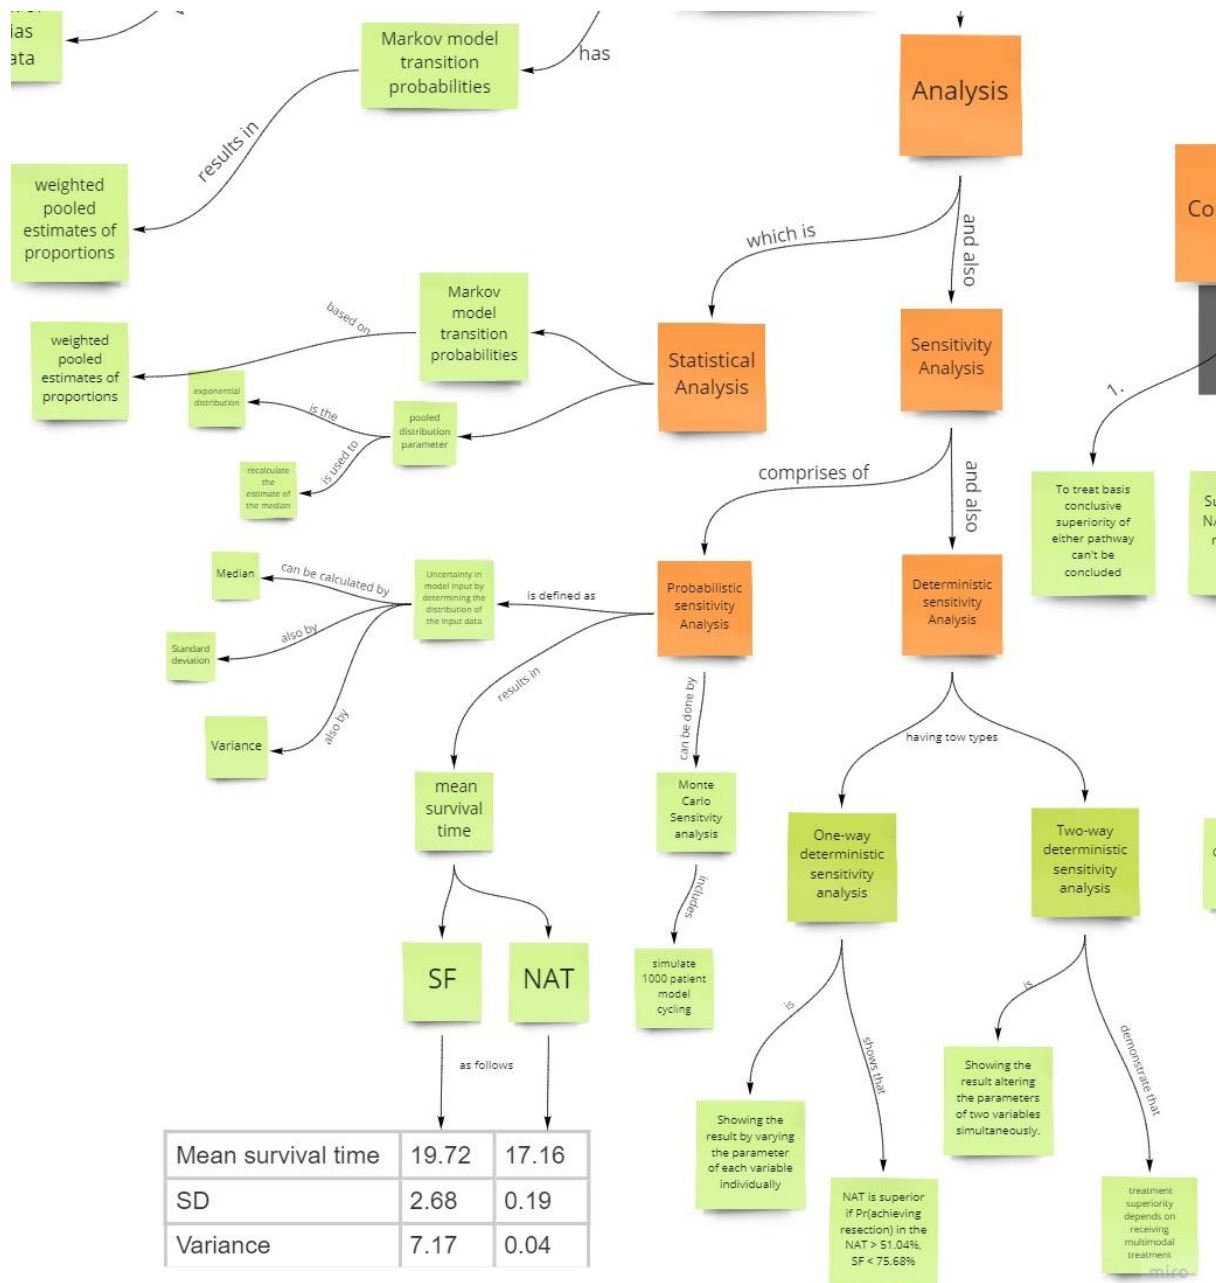 ias
ata
Markov model
transition
probabilities
has
Analysis
results in
weighted
pooled
estimates of
proportions
Co
which is
and also
Markov
model
transition
probabilities
based on
weighted
pooled
estimates of
proportions
Statistical
Analysis
Sensitivity
Analysis
1.
exponential
distribution
is the
pooled
distribution
parameter
is used to
recalculate
the
estimate of
the median
comprises of
and also
To treat basis
conclusive
superiority of
either pathway
can't be
concluded
Su
NA
Median
can be calculated by
Uncertainty in
model input by
determining the
distribution of
the input data
is defined as
Probabilistic
sensitivity
Analysis
Deterministic
sensitivity
Analysis
also by
Standard
deviation
also by
Variance
results in
can be done by
having tow types
mean
survival
time
Monte
Carlo
Sensitvity
analysis
One-way
deterministic
sensitivity
analysis
Two-way
deterministic
sensitivity
analysis
includes
SF
NAT
simulate
1000 patient
model
cycling
is
shows that
is
demonstrate that
as follows
Showing the
result by varying
the parameter
of each variable
individually
NAT is superior
if Pr(achieving
resection) in the
NAT > 51.04%,
SF < 75.68%
Showing the
result altering
the parameters
of two variables
simultaneously.
treatment
superiority
depends on
receiving
multimodal
treatment
Mean survival time 19.72 17.16
SD 2.68 0.19
Variance 7.17 0.04
miro